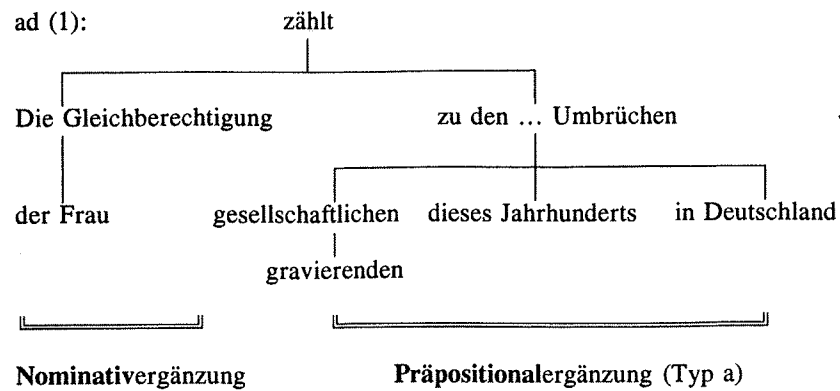 ad (1): zählt
Die Gleichberechtigung zu den ... Umbrüchen
der Frau gesellschaftlichen dieses Jahrhunderts in Deutschland
gravierenden
Nominativergänzung Präpositionalergänzung (Typ a)